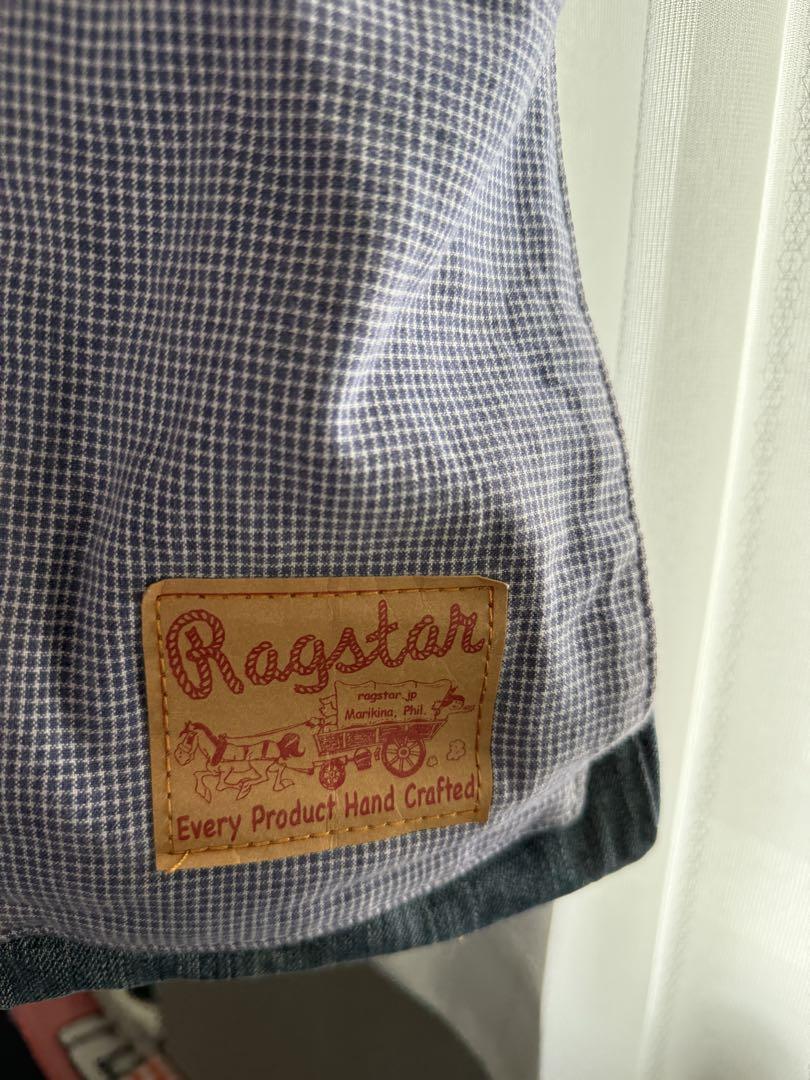 Ragstar
ragstar.jp
Marikina, Phil.
Every Product Hand Crafted